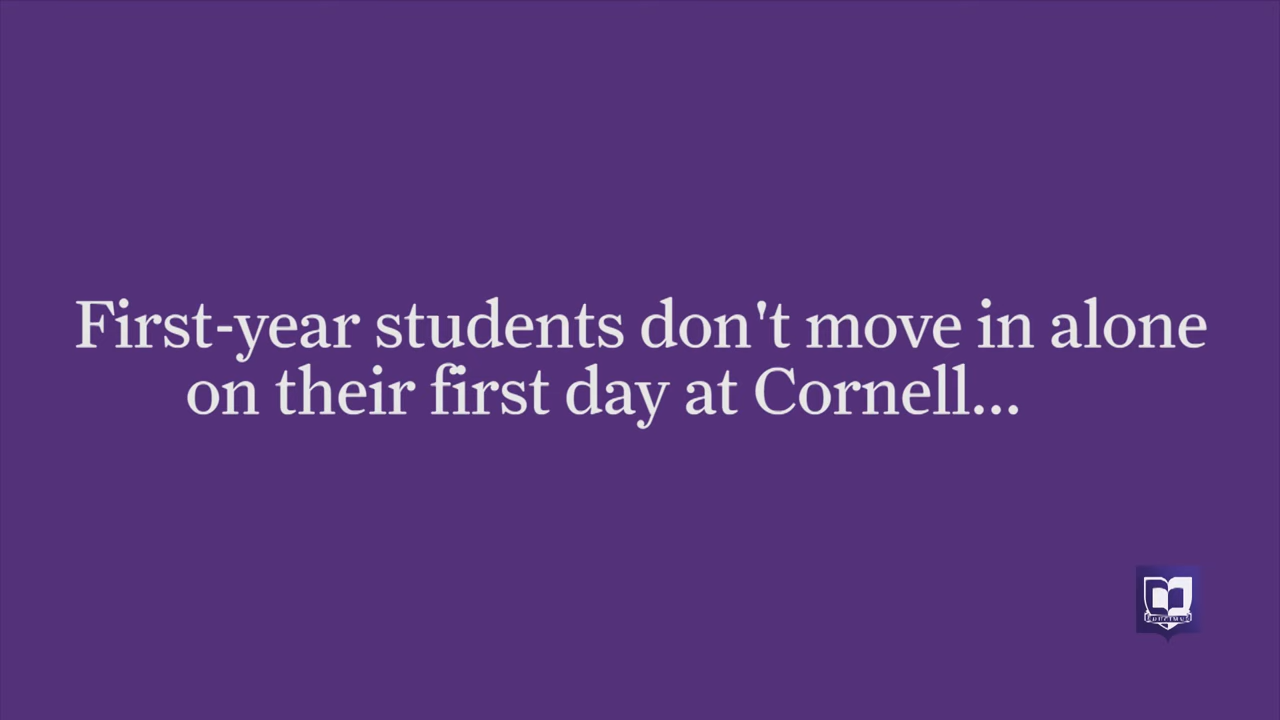 First-year students don't move in alone
on their first day at Cornell...